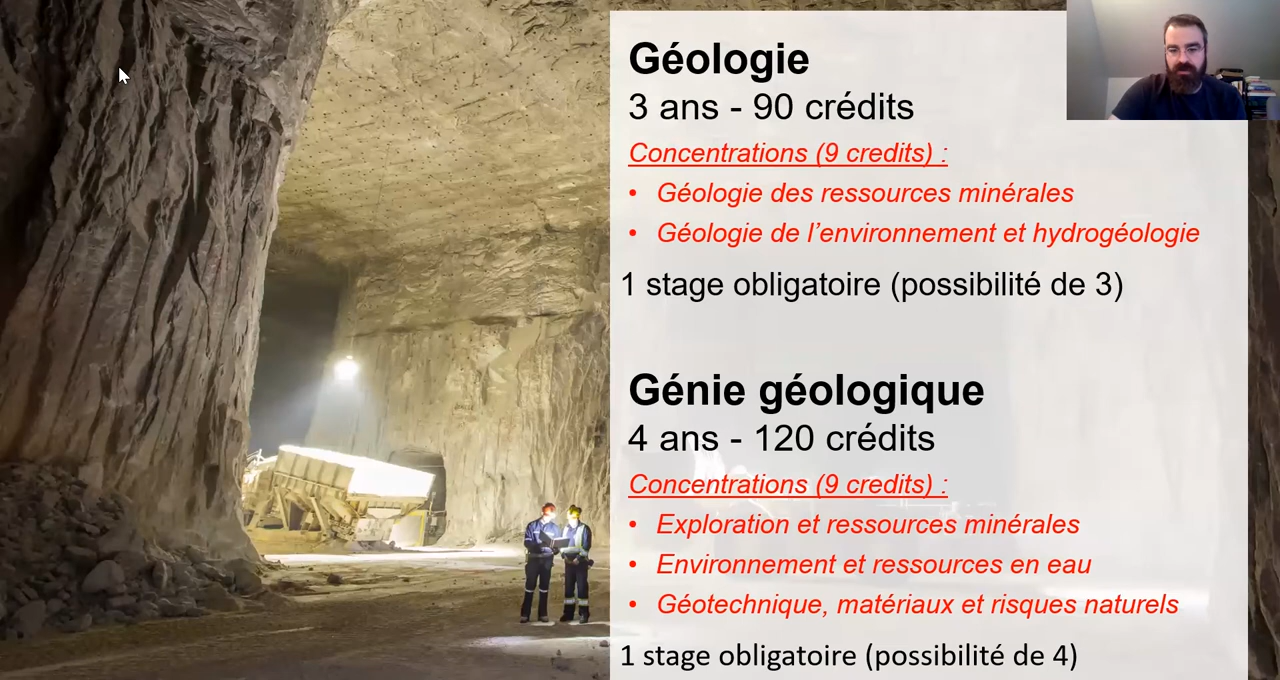 Géologie
3 ans - 90 crédits
Concentrations (9 credits) :
• Géologie des ressources minérales
• Géologie de l’environnement et hydrogéologie
1 stage obligatoire (possibilité de 3)
Génie géologique
4 ans - 120 crédits
Concentrations (9 credits) :
• Exploration et ressources minérales
• Environnement et ressources en eau
• Géotechnique, matériaux et risques naturels
1 stage obligatoire (possibilité de 4)